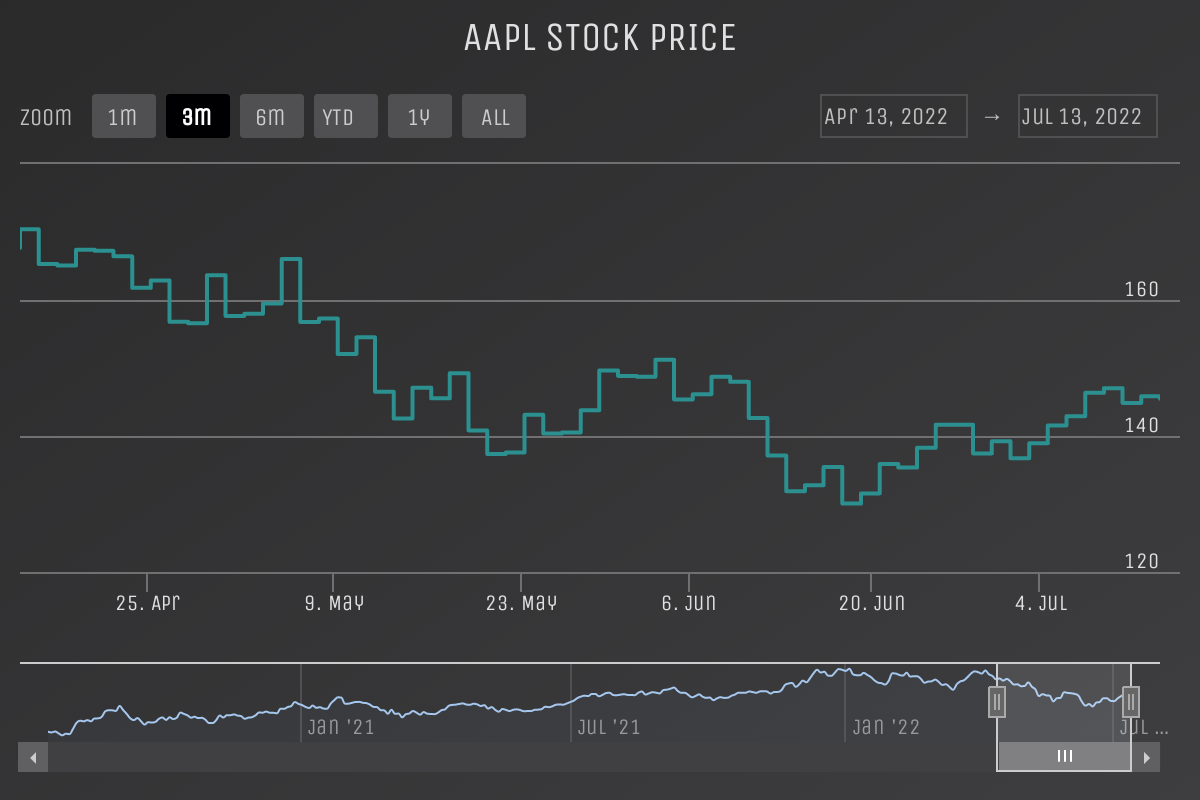 AAPL STOCK PRICE
Zoom 1m 3m 6m YTD 1Y ALL Apr 13, 2022 → Jul 13, 2022
160
140
120
25. Apr 9. May 23. May 6. Jun 20. Jun 4. Jul
Jan '21 Jul '21 Jan '22 Jul …